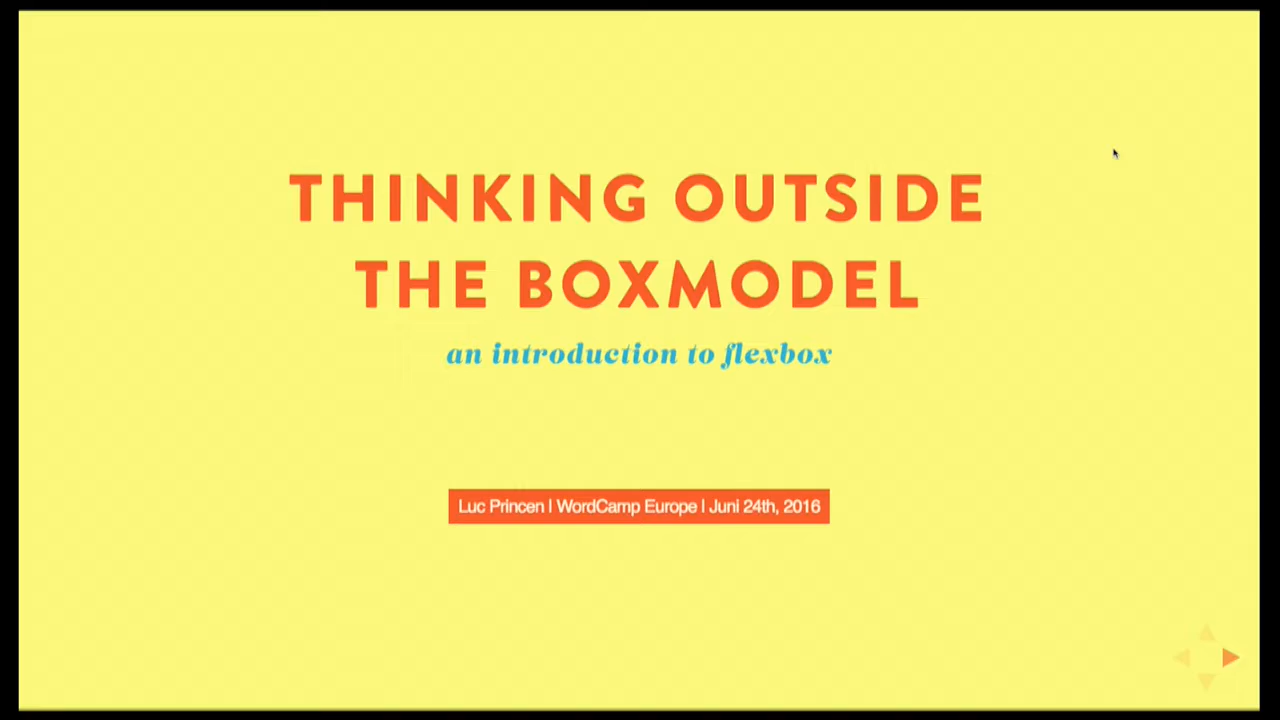 THINKING OUTSIDE
THE BOXMODEL
an introduction to flexbox
Luc Princen | WordCamp Europe | Juni 24th, 2016